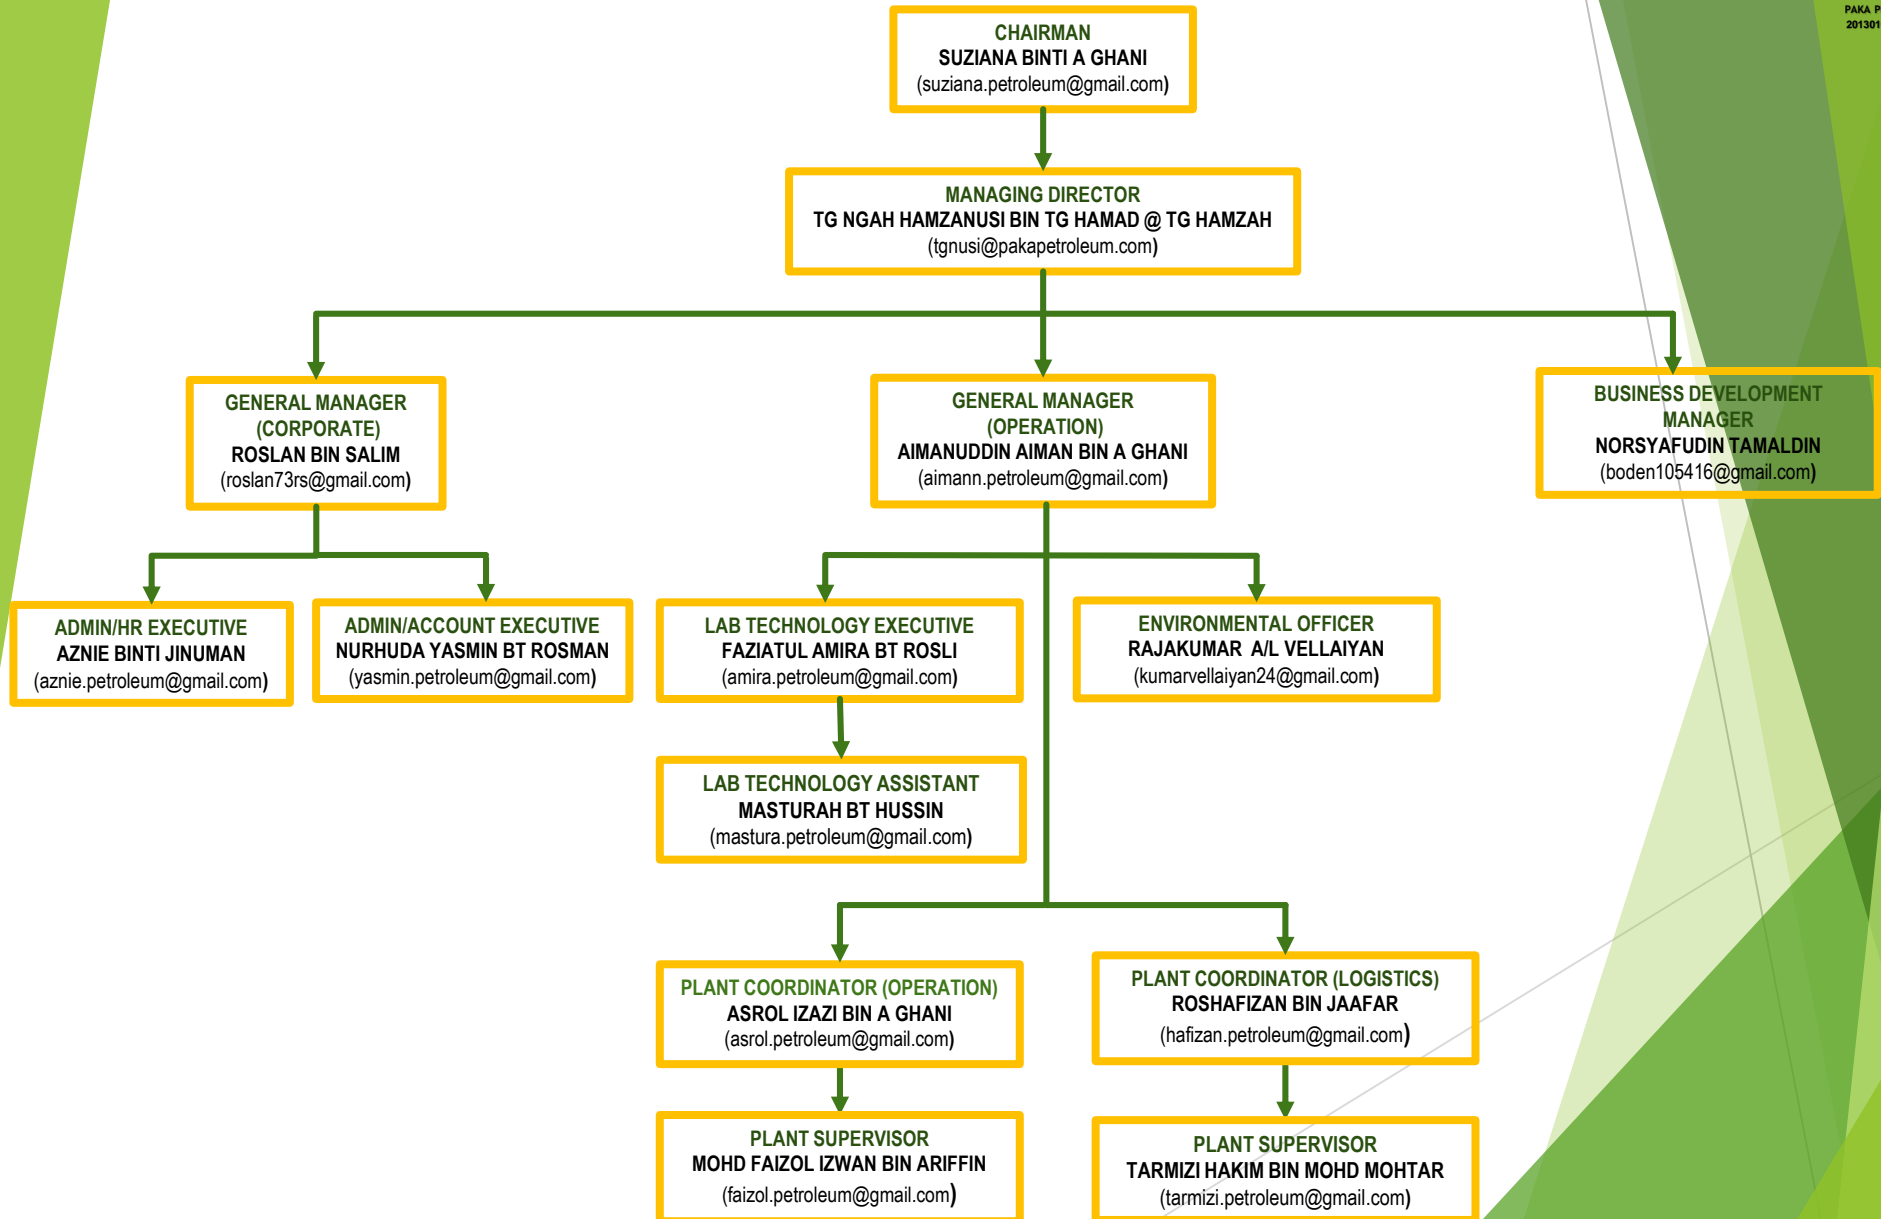 PAKA P
201301
CHAIRMAN
SUZIANA BINTI A GHANI
(suziana.petroleum@gmail.com)
MANAGING DIRECTOR
TG NGAH HAMZANUSI BIN TG HAMAD @ TG HAMZAH
(tgnusi@pakapetroleum.com)
GENERAL MANAGER
(CORPORATE)
ROSLAN BIN SALIM
(roslan73rs@gmail.com)
GENERAL MANAGER
(OPERATION)
AIMANUDDIN AIMAN BIN A GHANI
(aimann.petroleum@gmail.com)
BUSINESS DEVELOPMENT
MANAGER
NORSYAFUDIN TAMALDIN
(boden105416@gmail.com)
ADMIN/HR EXECUTIVE
AZNIE BINTI JINUMAN
(aznie.petroleum@gmail.com)
ADMIN/ACCOUNT EXECUTIVE
NURHUDA YASMIN BT ROSMAN
(yasmin.petroleum@gmail.com)
LAB TECHNOLOGY EXECUTIVE
FAZIATUL AMIRA BT ROSLI
(amira.petroleum@gmail.com)
ENVIRONMENTAL OFFICER
RAJAKUMAR  A/L VELLAIYAN
(kumarvellaiyan24@gmail.com)
LAB TECHNOLOGY ASSISTANT
MASTURAH BT HUSSIN
(mastura.petroleum@gmail.com)
PLANT COORDINATOR (OPERATION)
ASROL IZAZI BIN A GHANI
(asrol.petroleum@gmail.com)
PLANT COORDINATOR (LOGISTICS)
ROSHAFIZAN BIN JAAFAR
(hafizan.petroleum@gmail.com)
PLANT SUPERVISOR
MOHD FAIZOL IZWAN BIN ARIFFIN
(faizol.petroleum@gmail.com)
PLANT SUPERVISOR
TARMIZI HAKIM BIN MOHD MOHTAR
(tarmizi.petroleum@gmail.com)